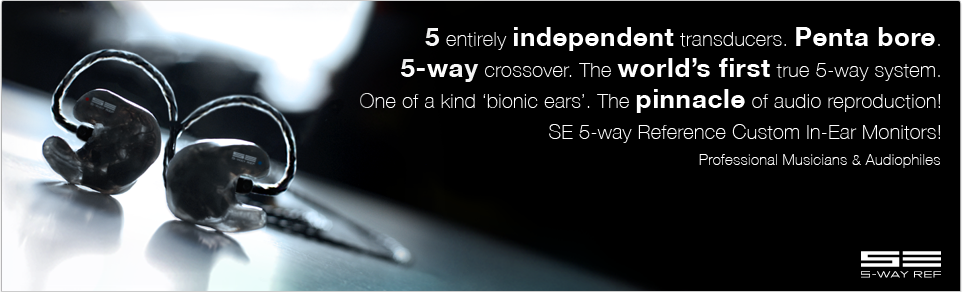 5 entirely independent transducers. Penta bore.
5-way crossover. The world's first true 5-way system.
One of a kind 'bionic ears'. The pinnacle of audio reproduction!
SE 5-way Reference Custom In-Ear Monitors!
Professional Musicians & Audiophiles
SE
5-WAY REF